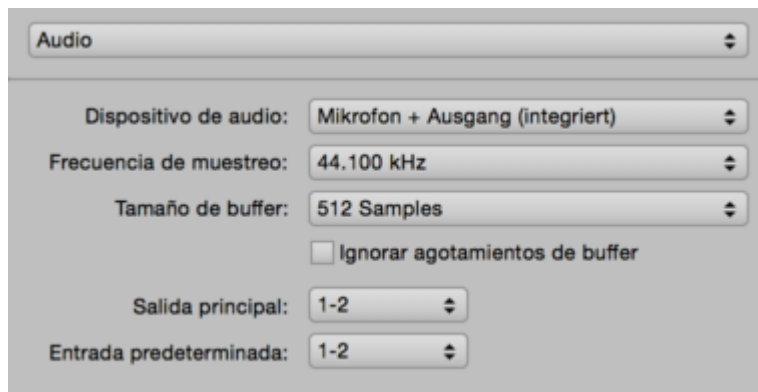 Audio
Dispositivo de audio: Mikrofon + Ausgang (integriert)
Frecuencia de muestreo: 44.100 kHz
Tamaño de buffer: 512 Samples
Ignorar agotamientos de buffer
Salida principal: 1-2
Entrada predeterminada: 1-2